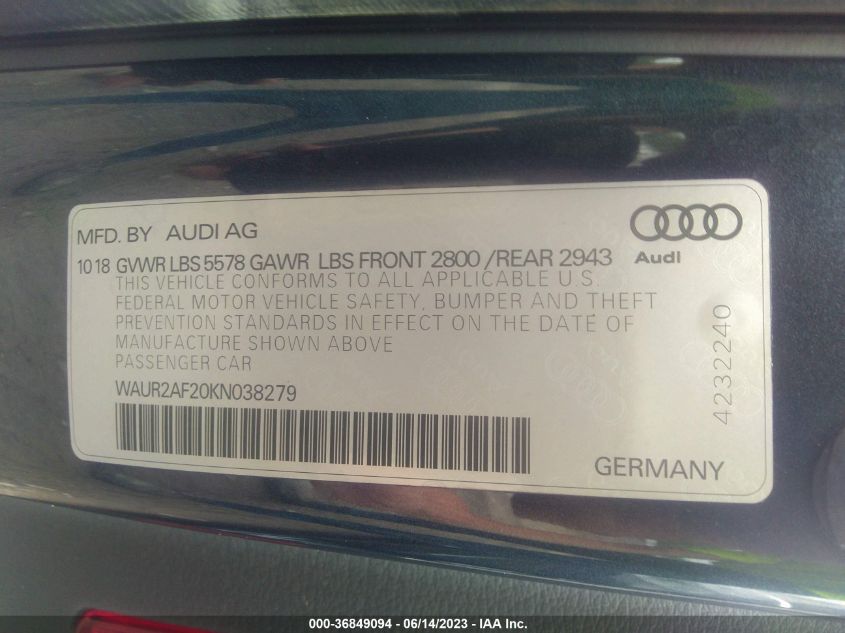 MFD. BY AUDI AG
Audi
10 18 GVWR LBS 5578 GAWR LBS FRONT 2800 /REAR 2943
THIS VEHICLE CONFORMS TO ALL APPLICABLE U.S.
FEDERAL MOTOR VEHICLE SAFETY, BUMPER AND THEFT
PREVENTION STANDARDS IN EFFECT ON THE DATE OF
MANUFACTURE SHOWN ABOVE
PASSENGER CAR
WAUR2AF20KN038279
4232240
GERMANY
000-36849094 - 06/14/2023 - IAA Inc.